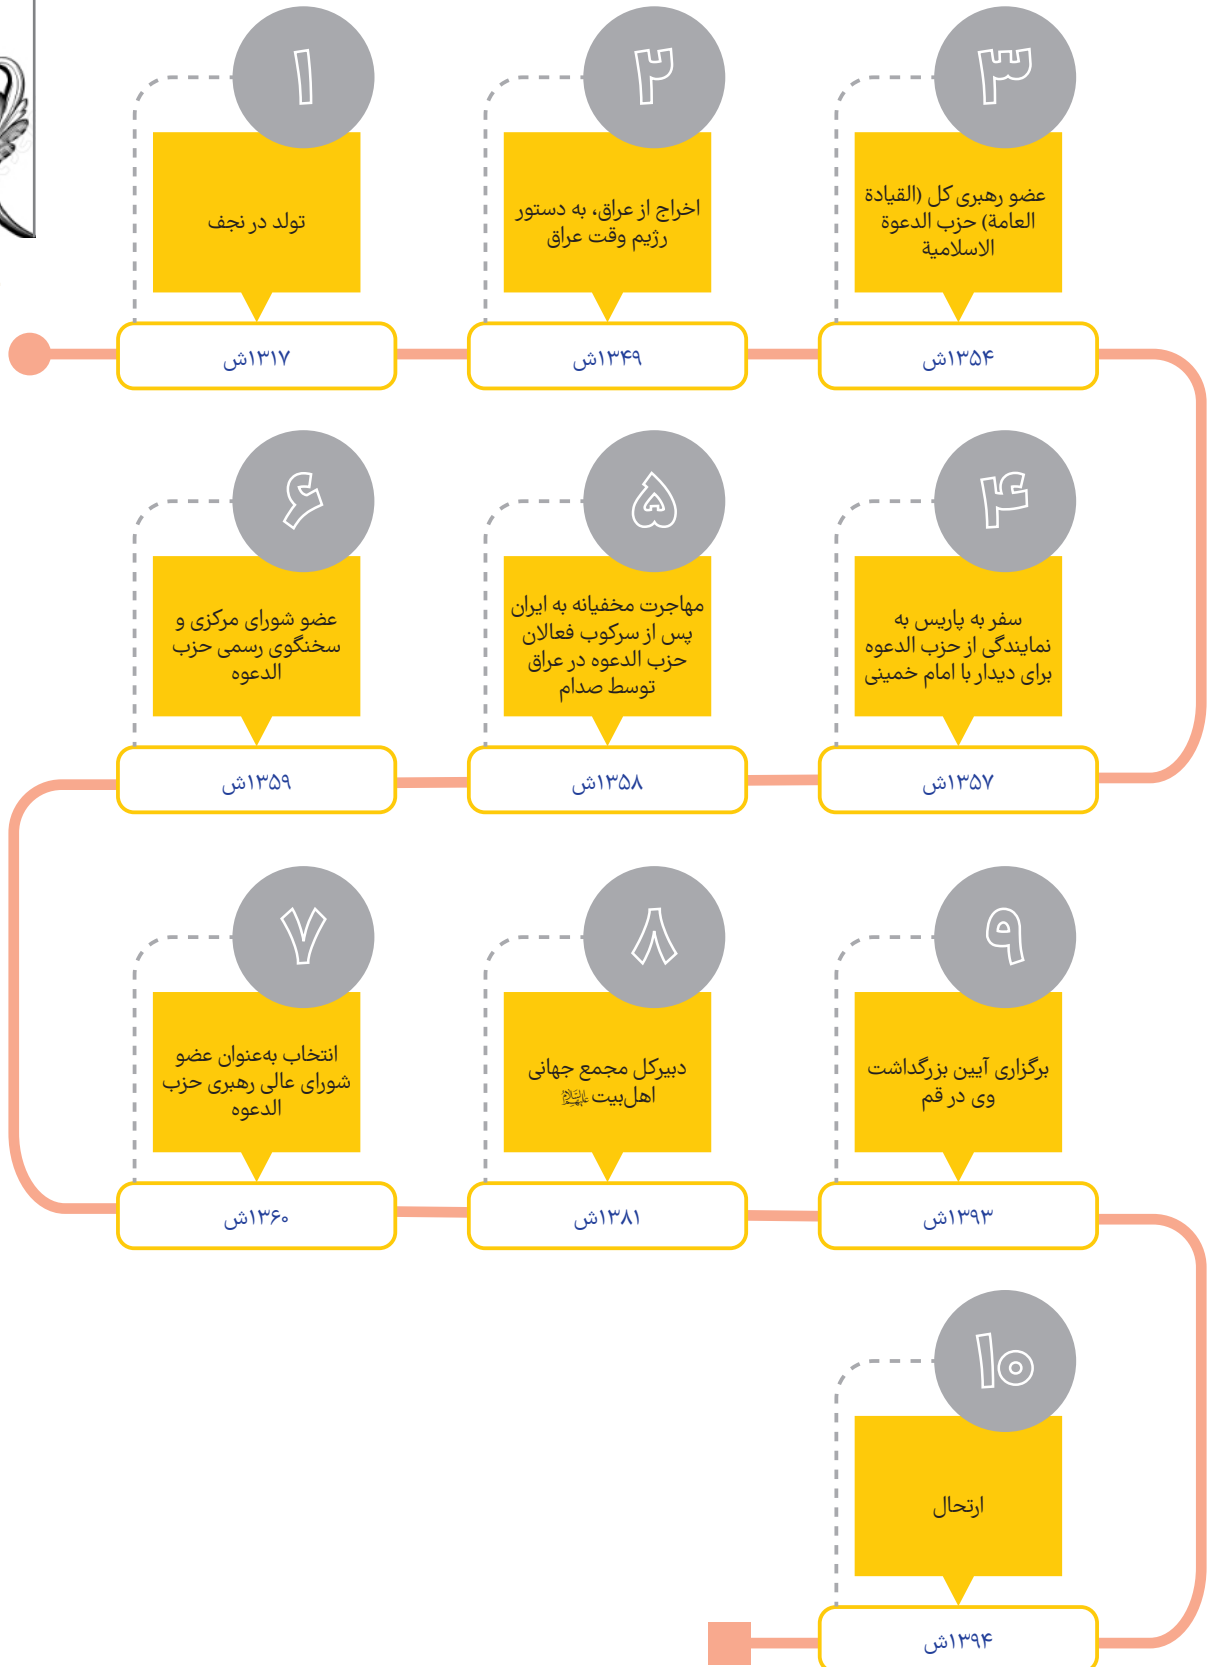 ۱
تولد در نجف
۱۳۱۷ش
۲
اخراج از عراق، به دستور
رژیم وقت عراق
۱۳۴۹ش
۳
عضو رهبری کل (القیادة
العامة) حزب الدعوة
الاسلامیة
۱۳۵۴ش
۴
سفر به پاریس به
نمایندگی از حزب الدعوه
برای دیدار با امام خمینی
۱۳۵۷ش
۵
مهاجرت مخفیانه به ایران
پس از سرکوب فعالان
حزب الدعوه در عراق
توسط صدام
۱۳۵۸ش
۶
عضو شورای مرکزی و
سخنگوی رسمی حزب
الدعوه
۱۳۵۹ش
۷
انتخاب به‌عنوان عضو
شورای عالی رهبری حزب
الدعوه
۱۳۶۰ش
۸
دبیرکل مجمع جهانی
اهل‌بیت
۱۳۸۱ش
۹
برگزاری آیین بزرگداشت
وی در قم
۱۳۹۳ش
۱۰
ارتحال
۱۳۹۴ش